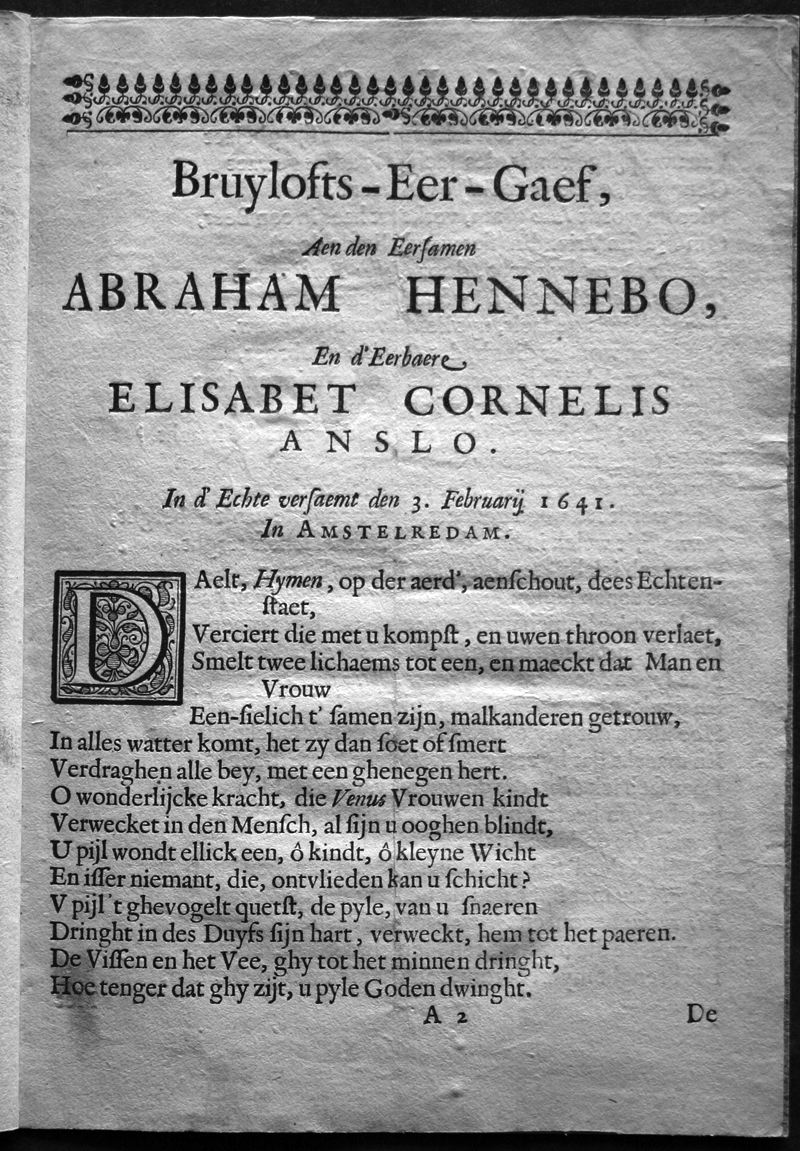 Bruylofts-Eer-Gaef,
Aen den Eerſamen
ABRAHAM HENNEBO,
En d'Eerbaere
ELISABET CORNELIS
ANSLO.
In d' Echte verſaemt den 3. Februarij 1641.
In AMSTELREDAM.
DAelt, Hymen, op der aerd', aenſchout, dees Echten-
ſtaet,
Verciert die met u kompſt, en uwen throon verlaet,
Smelt twee lichaems tot een, en maeckt dat Man en
Vrouw
Een-ſielich t' ſamen zijn, malkanderen getrouw,
In alles watter komt, het zy dan ſoet of ſmert
Verdraghen alle bey, met een ghenegen hert.
O wonderlijcke kracht, die Venus Vrouwen kindt
Verwecket in den Menſch, al ſijn u ooghen blindt,
U pijl wondt ellick een, ô kindt, ô kleyne Wicht
En iſſer niemant, die, ontvlieden kan u ſchicht?
V pijl 't ghevogelt quetſt, de pyle, van u ſnaeren
Dringht in des Duyfs ſijn hart, verweckt, hem tot het paeren.
De Viſſen en het Vee, ghy tot het minnen dringht,
Hoe tenger dat ghy zijt, u pyle Goden dwinght.
A 2 De